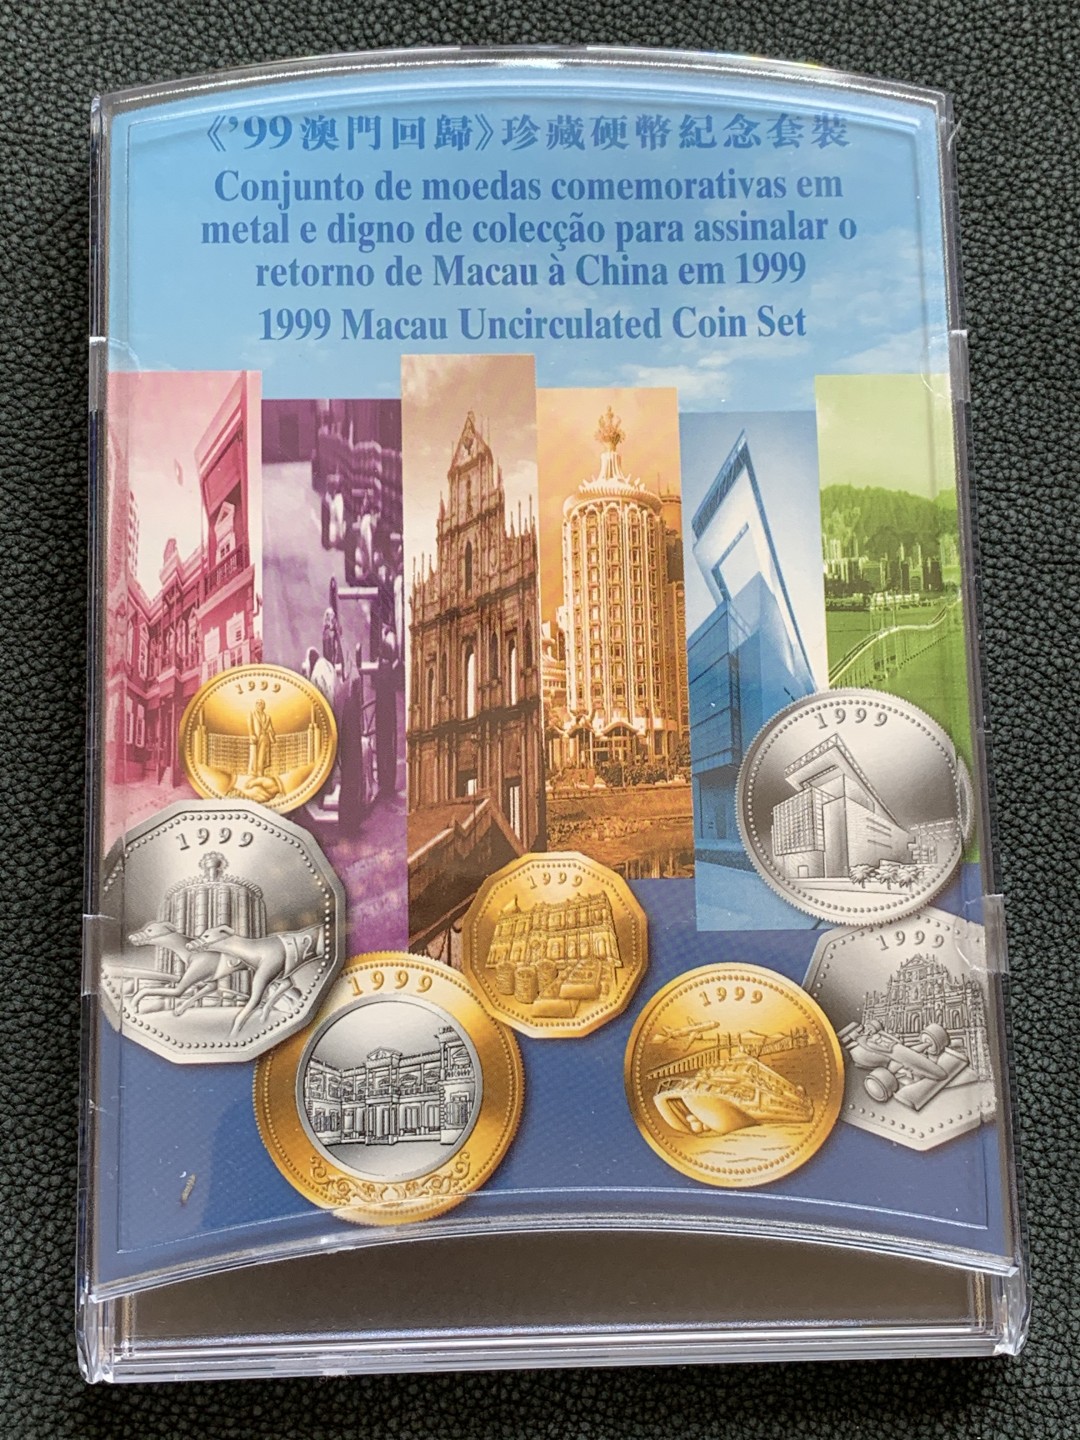 《’99澳門回歸》珍藏硬幣紀念套裝
Conjunto de moedas comemorativas em
metal e digno de colecção para assinalar o
retorno de Macau à China em 1999
1999 Macau Uncirculated Coin Set
1999
1999
1999
1999
1999
1999
1999
12